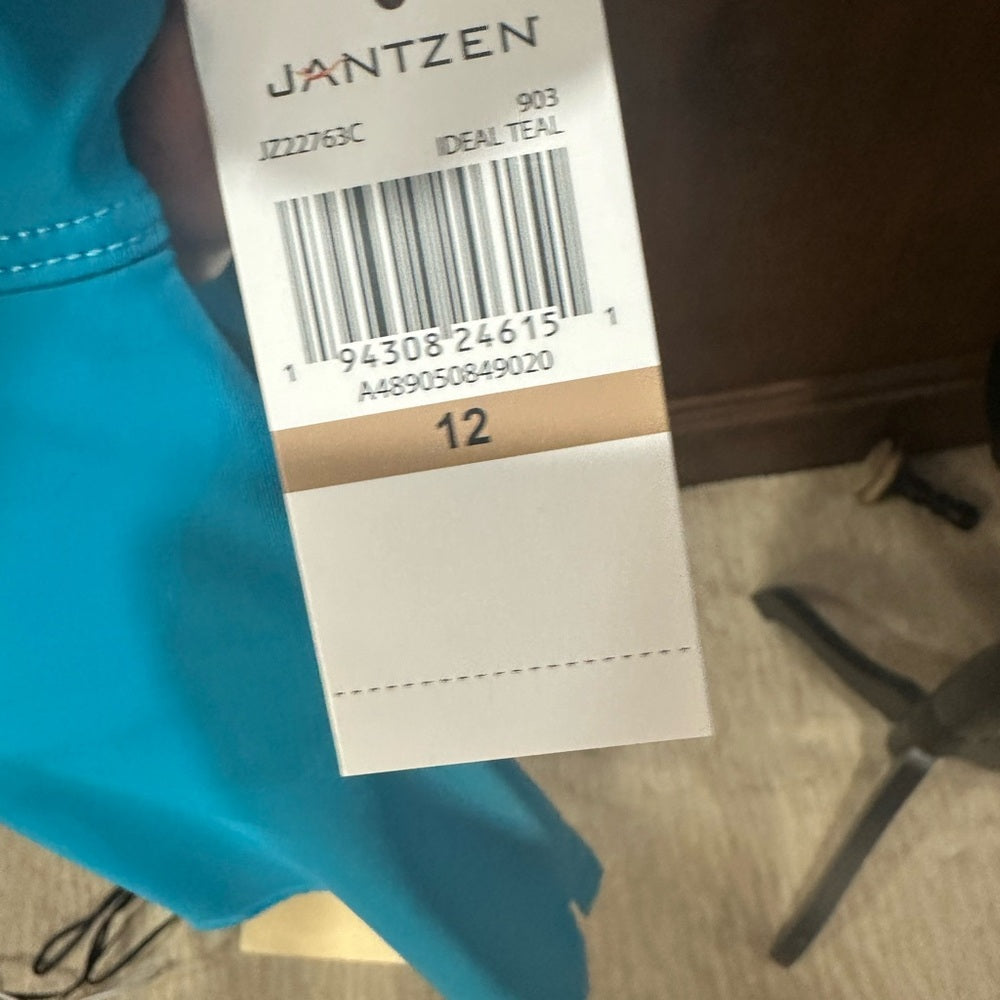 JANTZEN
903
JZ22763C IDEAL TEAL
1 94308 24615 1
A489050849020
12